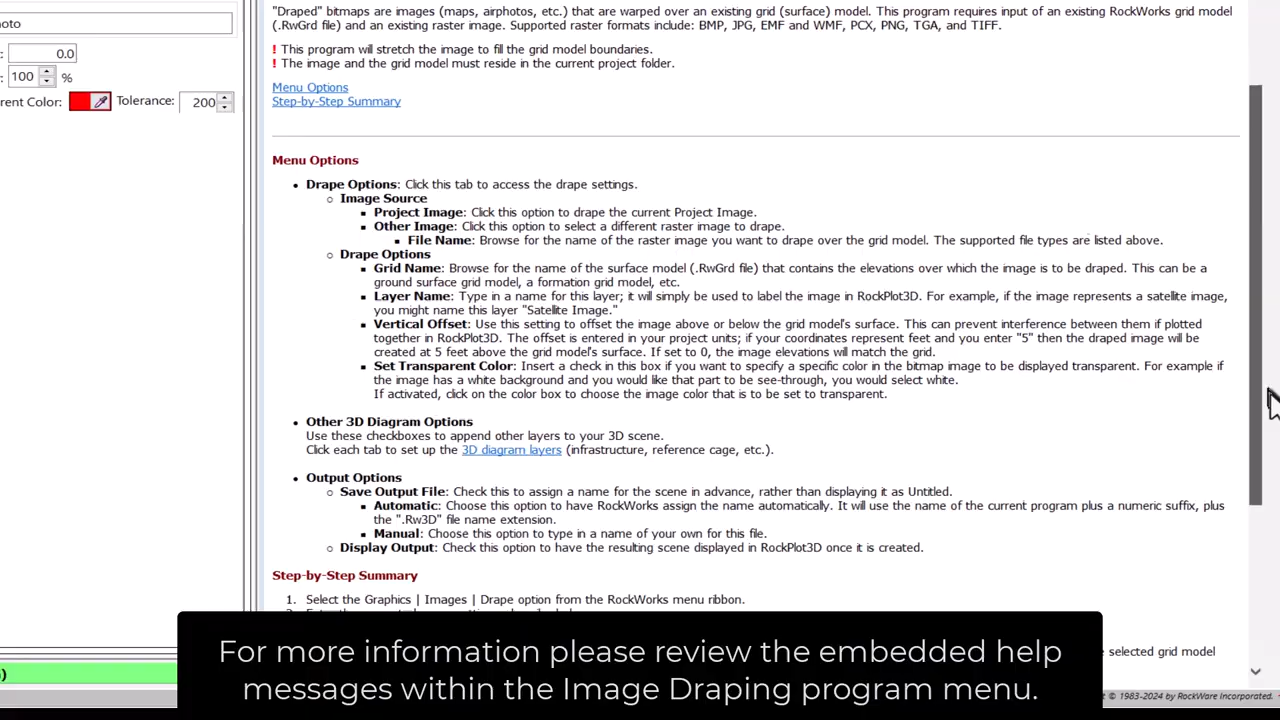 oto
"Draped" bitmaps are images (maps, airphotos, etc.) that are warped over an existing grid (surface) model. This program requires input of an existing RockWorks grid model
(.RwGrd file) and an existing raster image. Supported raster formats include: BMP, JPG, EMF and WMF, PCX, PNG, TGA, and TIFF.
: 0.0
! This program will stretch the image to fill the grid model boundaries.
: 100 %
! The image and the grid model must reside in the current project folder.
rent Color: Tolerance: 200
Menu Options
Step-by-Step Summary
Menu Options
• Drape Options: Click this tab to access the drape settings.
○ Image Source
▪ Project Image: Click this option to drape the current Project Image.
▪ Other Image: Click this option to select a different raster image to drape.
▪ File Name: Browse for the name of the raster image you want to drape over the grid model. The supported file types are listed above.
○ Drape Options
▪ Grid Name: Browse for the name of the surface model (.RwGrd file) that contains the elevations over which the image is to be draped. This can be a
ground surface grid model, a formation grid model, etc.
▪ Layer Name: Type in a name for this layer; it will simply be used to label the image in RockPlot3D. For example, if the image represents a satellite image,
you might name this layer "Satellite Image."
▪ Vertical Offset: Use this setting to offset the image above or below the grid model's surface. This can prevent interference between them if plotted
together in RockPlot3D. The offset is entered in your project units; if your coordinates represent feet and you enter "5" then the draped image will be
created at 5 feet above the grid model's surface. If set to 0, the image elevations will match the grid.
▪ Set Transparent Color: Insert a check in this box if you want to specify a specific color in the bitmap image to be displayed transparent. For example if
the image has a white background and you would like that part to be see-through, you would select white.
If activated, click on the color box to choose the image color that is to be set to transparent.
• Other 3D Diagram Options
Use these checkboxes to append other layers to your 3D scene.
Click each tab to set up the 3D diagram layers (infrastructure, reference cage, etc.).
• Output Options
○ Save Output File: Check this to assign a name for the scene in advance, rather than displaying it as Untitled.
▪ Automatic: Choose this option to have RockWorks assign the name automatically. It will use the name of the current program plus a numeric suffix, plus
the ".Rw3D" file name extension.
▪ Manual: Choose this option to type in a name of your own for this file.
○ Display Output: Check this option to have the resulting scene displayed in RockPlot3D once it is created.
Step-by-Step Summary
1. Select the Graphics | Images | Drape option from the RockWorks menu ribbon.
selected grid model
)
For more information please review the embedded help
messages within the Image Draping program menu.
© 1983-2024 by RockWare Incorporated.